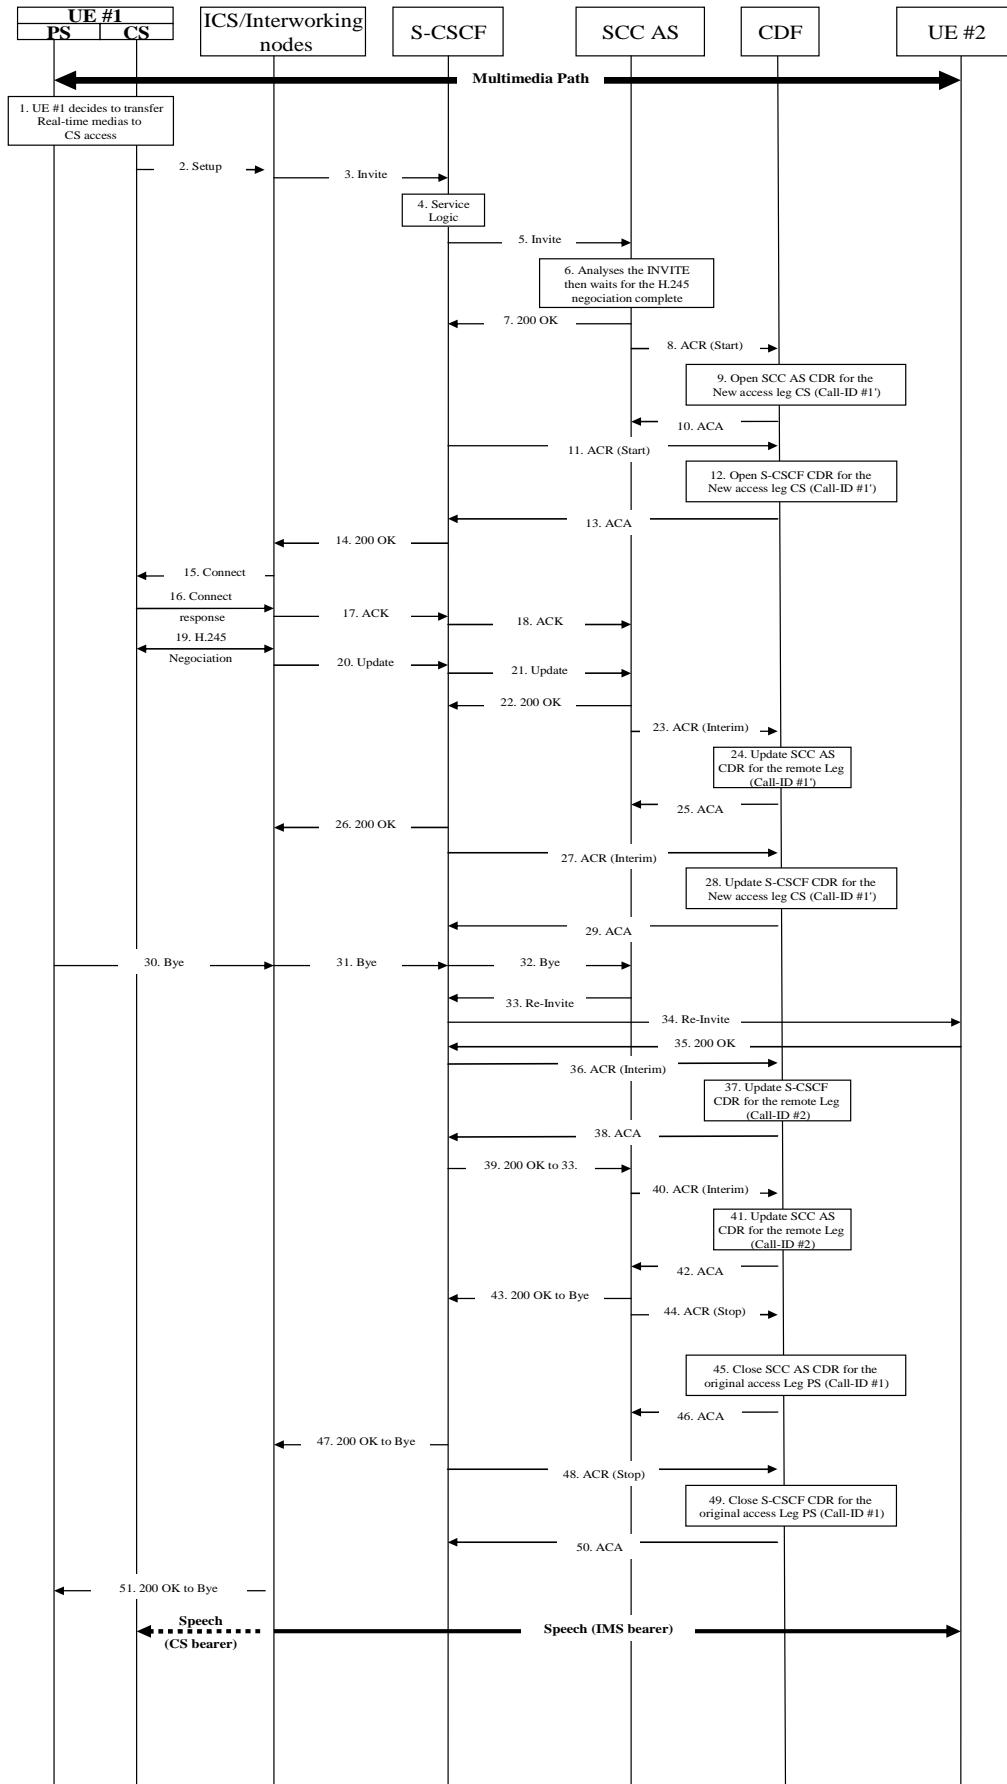 UE #1
PS CS
ICS/Interworking
nodes
S-CSCF
SCC AS
CDF
UE #2
Multimedia Path
1. UE #1 decides to transfer
Real-time medias to
CS access
2. Setup
3. Invite
4. Service
Logic
5. Invite
6. Analyses the INVITE
then waits for the H.245
negociation complete
7. 200 OK
8. ACR (Start)
9. Open SCC AS CDR for the
New access leg CS (Call-ID #1')
10. ACA
11. ACR (Start)
12. Open S-CSCF CDR for the
New access leg CS (Call-ID #1')
13. ACA
14. 200 OK
15. Connect
16. Connect
response
17. ACK
18. ACK
19. H.245
Negociation
20. Update
21. Update
22. 200 OK
23. ACR (Interim)
24. Update SCC AS
CDR for the remote Leg
(Call-ID #1')
25. ACA
26. 200 OK
27. ACR (Interim)
28. Update S-CSCF CDR for the
New access leg CS (Call-ID #1')
29. ACA
30. Bye
31. Bye
32. Bye
33. Re-Invite
34. Re-Invite
35. 200 OK
36. ACR (Interim)
37. Update S-CSCF
CDR for the remote Leg
(Call-ID #2)
38. ACA
39. 200 OK to 33.
40. ACR (Interim)
41. Update SCC AS
CDR for the remote Leg
(Call-ID #2)
42. ACA
43. 200 OK to Bye
44. ACR (Stop)
45. Close SCC AS CDR for the
original access Leg PS (Call-ID #1)
46. ACA
47. 200 OK to Bye
48. ACR (Stop)
49. Close S-CSCF CDR for the
original access Leg PS (Call-ID #1)
50. ACA
51. 200 OK to Bye
Speech
(CS bearer)
Speech (IMS bearer)